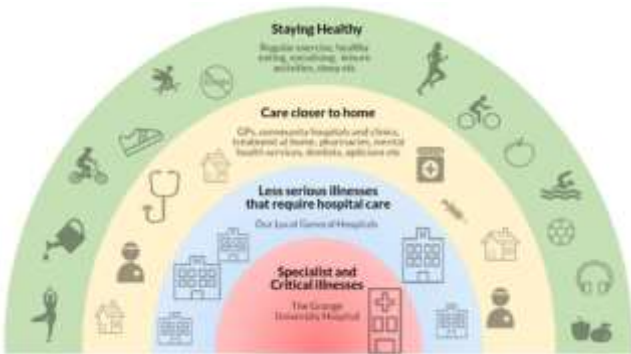 Staying Healthy
Regular exercise, healthy
eating, socialising, leisure
activities, sleep etc
Care closer to home
GPs, community hospitals and clinics,
treatment at home, pharmacies, mental
health services, dentists, opticians etc
Less serious illnesses
that require hospital care
Our Local General Hospitals
Specialist and
Critical illnesses
The Grange
University Hospital